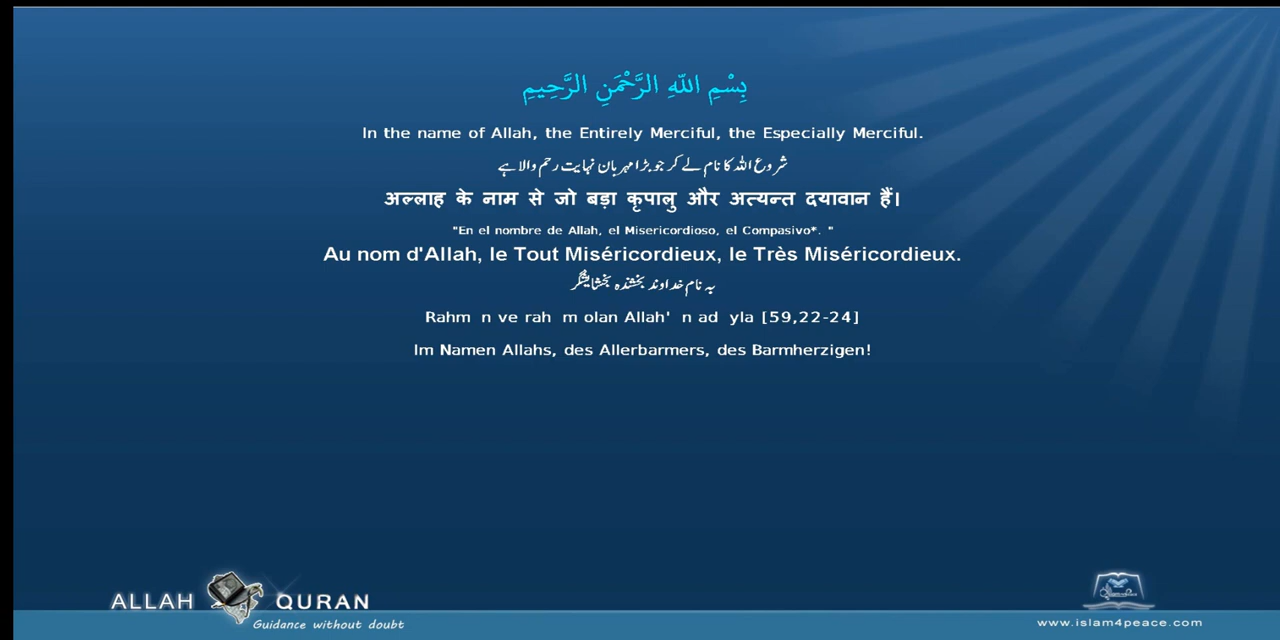 بِسْمِ اللّهِ الرَّحْمَنِ الرَّحِيمِ
In the name of Allah, the Entirely Merciful, the Especially Merciful.
شروع اللہ کا نام لے کر جو بڑا مہربان نہایت رحم والا ہے
अल्लाह के नाम से जो बड़ा कृपालु और अत्यन्त दयावान हैं।
"En el nombre de Allah, el Misericordioso, el Compasivo*. "
Au nom d'Allah, le Tout Miséricordieux, le Très Miséricordieux.
به نام خداوند بخشنده بخشایشگر
Rahm n ve rah m olan Allah' n ad yla [59,22-24]
Im Namen Allahs, des Allerbarmers, des Barmherzigen!
ALLAH QURAN
Guidance without doubt
www.islam4peace.com